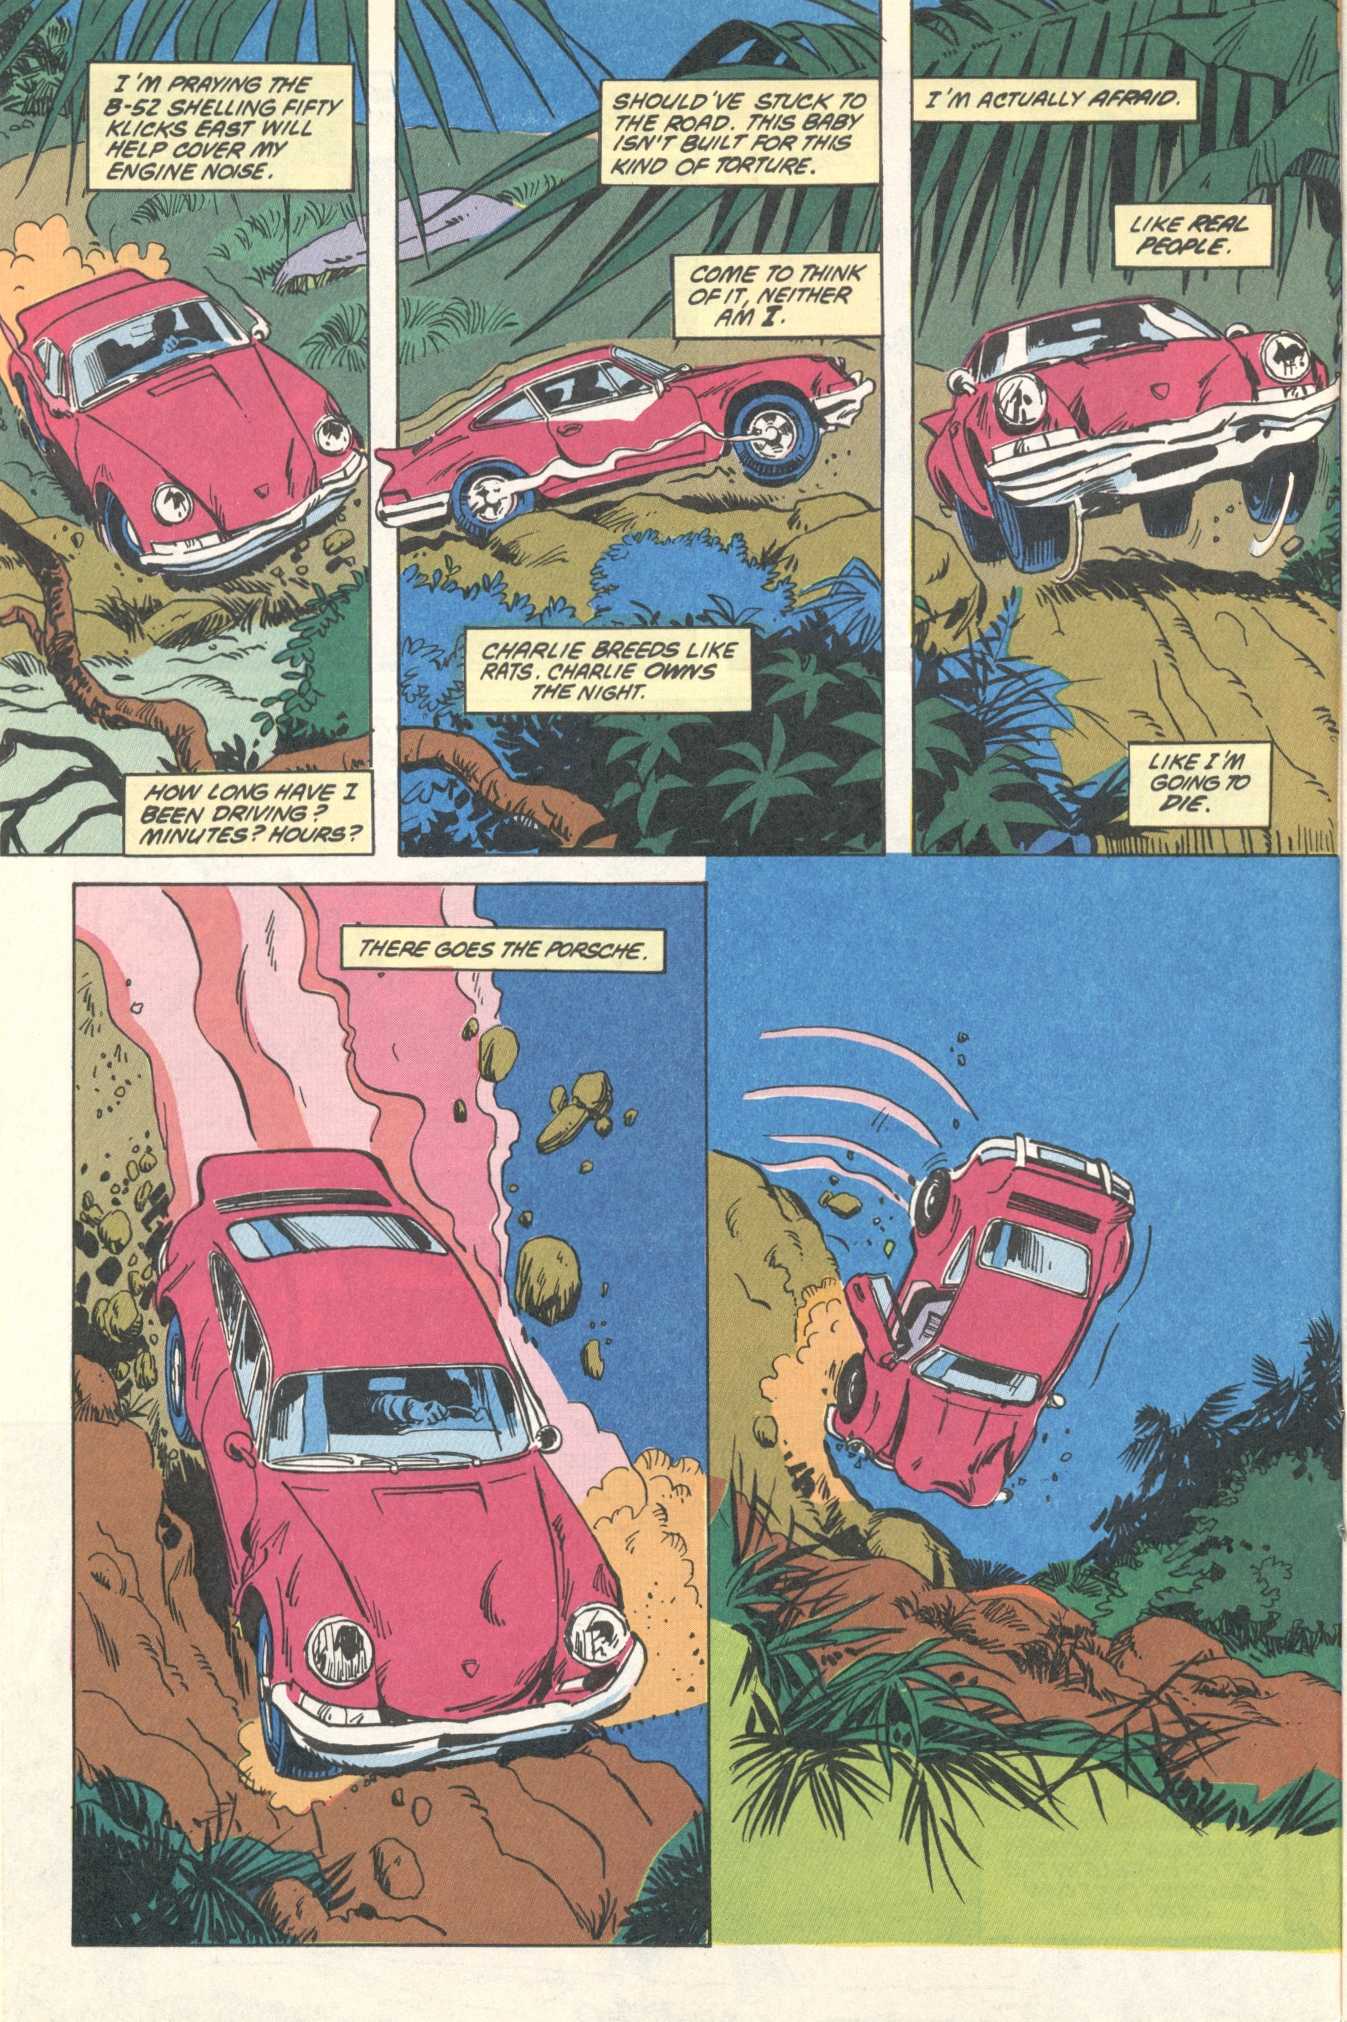 I'M PRAYING THE
B-52 SHELLING FIFTY
KLICKS EAST WILL
HELP COVER MY
ENGINE NOISE.
HOW LONG HAVE I
BEEN DRIVING?
MINUTES? HOURS?
SHOULD'VE STUCK TO
THE ROAD. THIS BABY
ISN'T BUILT FOR THIS
KIND OF TORTURE.
COME TO THINK
OF IT, NEITHER
AM I.
CHARLIE BREEDS LIKE
RATS. CHARLIE OWNS
THE NIGHT.
I'M ACTUALLY AFRAID.
LIKE REAL
PEOPLE.
LIKE I'M
GOING TO
DIE.
THERE GOES THE PORSCHE.